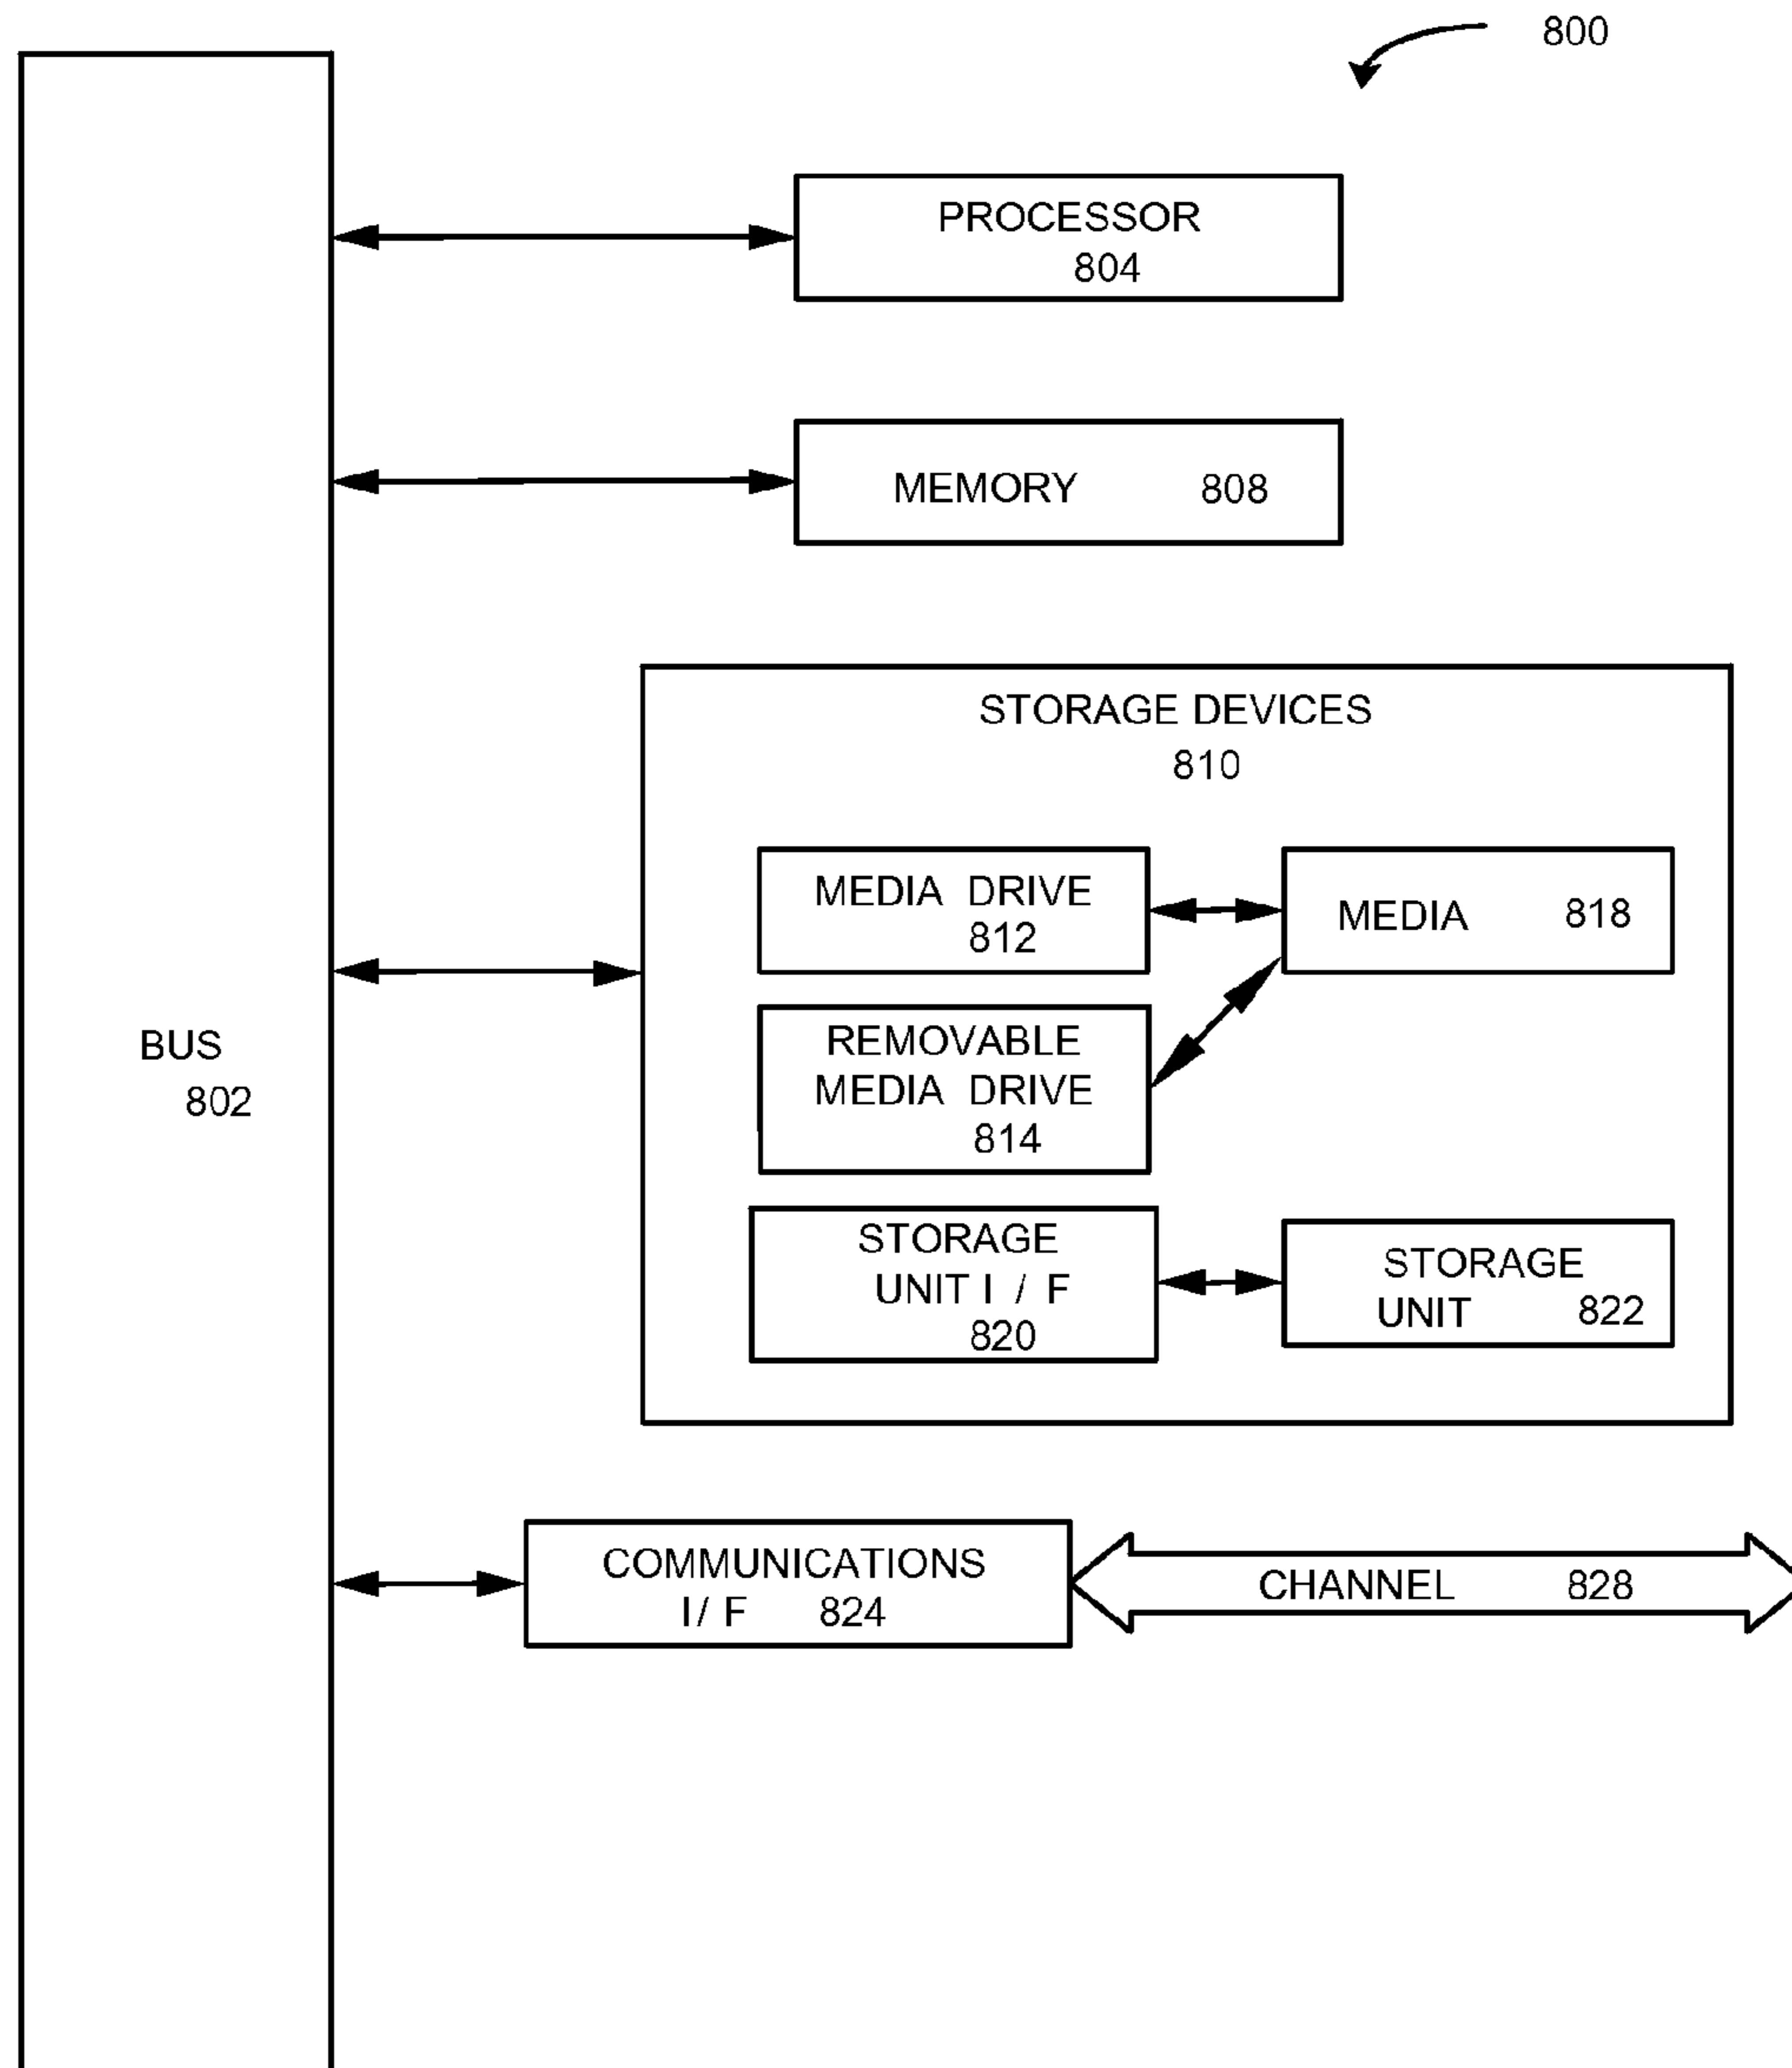 800
PROCESSOR
804
MEMORY 808
STORAGE DEVICES
810
MEDIA DRIVE
812
MEDIA 818
REMOVABLE
MEDIA DRIVE
814
BUS
802
STORAGE
UNIT I / F
820
STORAGE
UNIT 822
COMMUNICATIONS
I/ F 824
CHANNEL 828